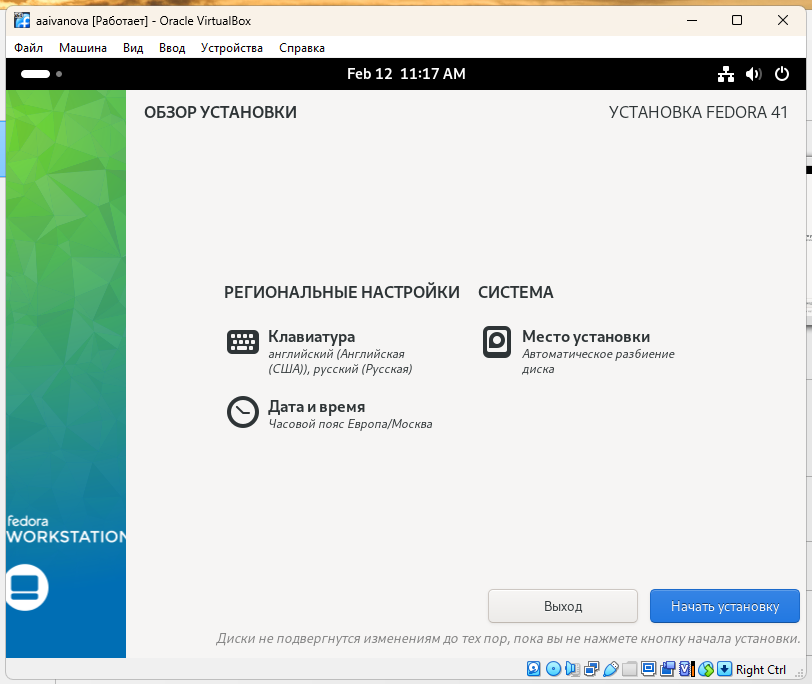 aaivanova [Работает] - Oracle VirtualBox
Файл Машина Вид Ввод Устройства Справка
Feb 12 11:17 AM
ОБЗОР УСТАНОВКИ
УСТАНОВКА FEDORA 41
РЕГИОНАЛЬНЫЕ НАСТРОЙКИ
СИСТЕМА
Клавиатура
английский (Английская
(США)), русский (Русская)
Место установки
Автоматическое разбиение
диска
Дата и время
Часовой пояс Европа/Москва
fedora
WORKSTATION
Выход
Начать установку
Диски не подвергнутся изменениям до тех пор, пока вы не нажмете кнопку начала установки.
Right Ctrl